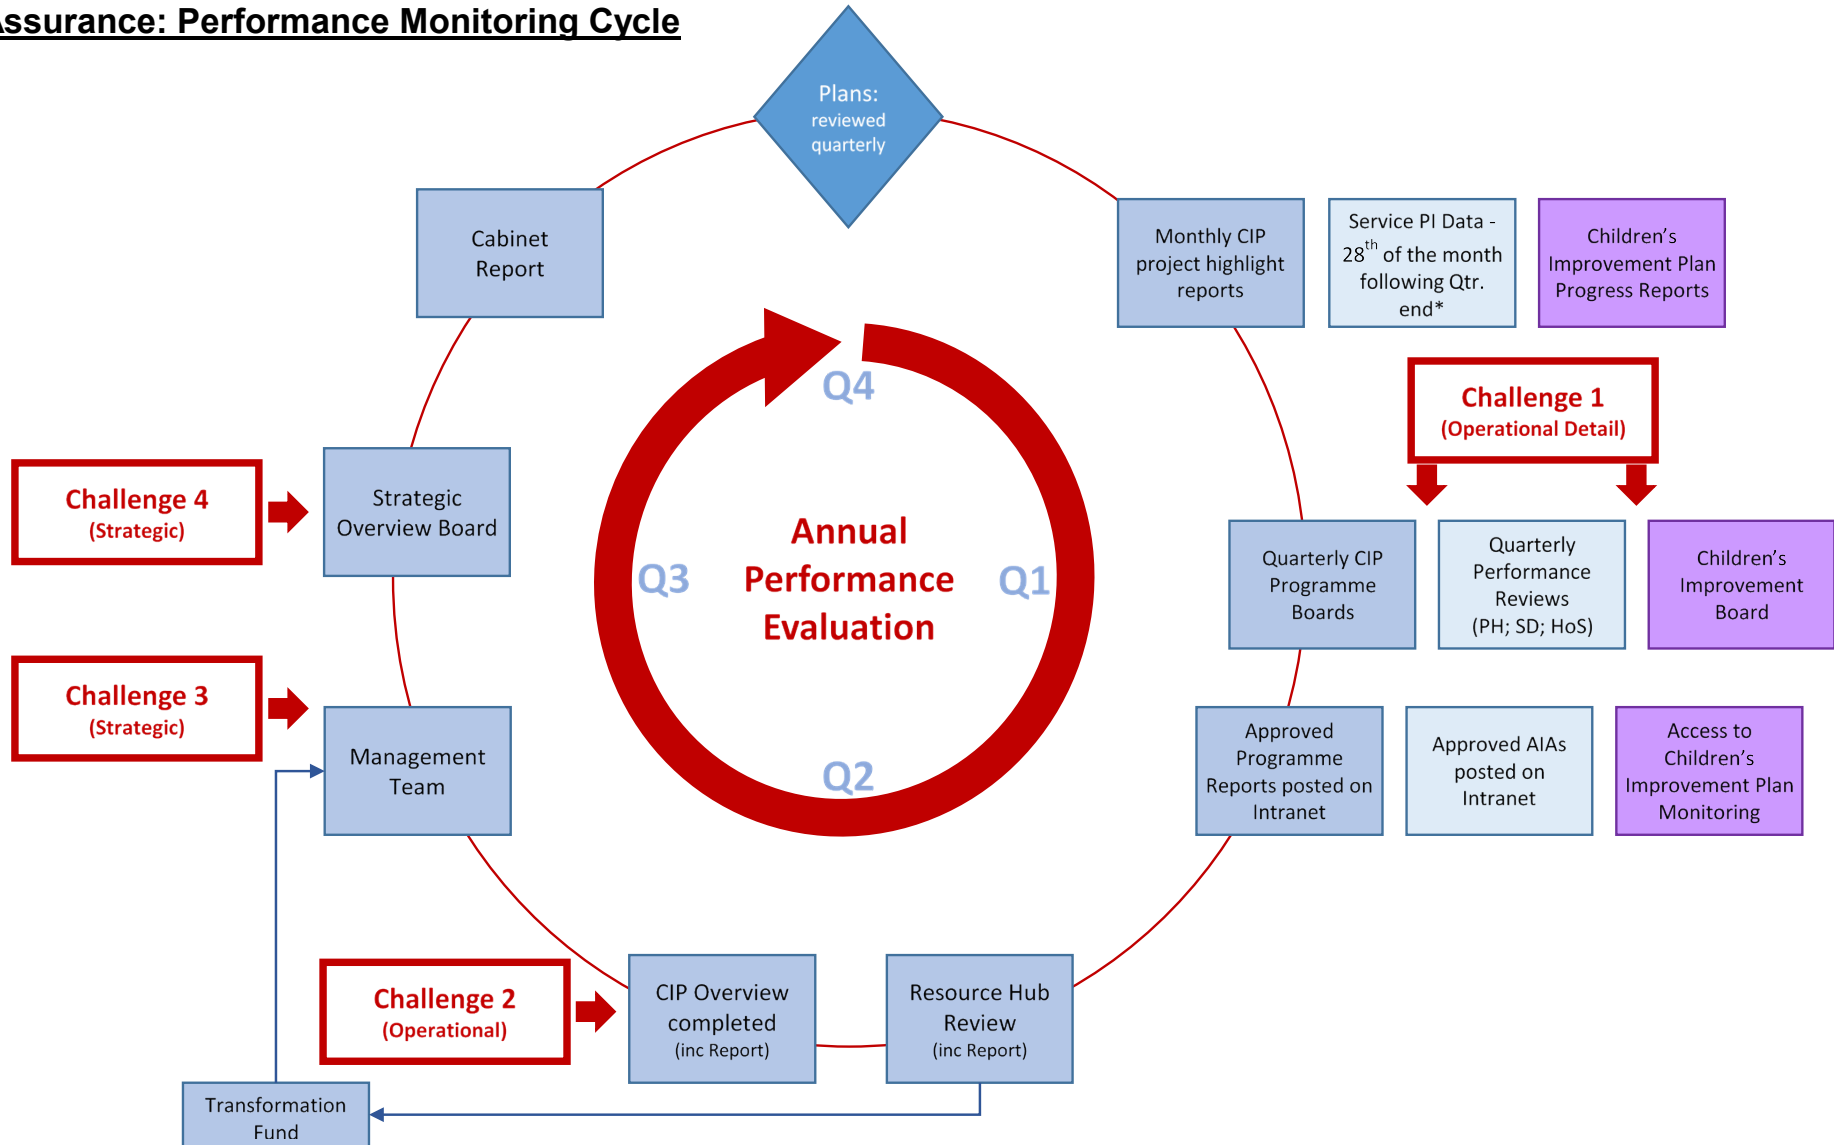 Assurance: Performance Monitoring Cycle
Plans:
reviewed
quarterly
Cabinet
Report
Monthly CIP
project highlight
reports
Service PI Data -
28th of the month
following Qtr.
end*
Children's
Improvement Plan
Progress Reports
Challenge 1
(Operational Detail)
Q4
Challenge 4
(Strategic)
Strategic
Overview Board
Annual
Performance
Evaluation
Q3
Q1
Q2
Quarterly CIP
Programme
Boards
Quarterly
Performance
Reviews
(PH; SD; HoS)
Children's
Improvement
Board
Challenge 3
(Strategic)
Management
Team
Approved
Programme
Reports posted on
Intranet
Approved AIAs
posted on
Intranet
Access to
Children's
Improvement Plan
Monitoring
Challenge 2
(Operational)
CIP Overview
completed
(inc Report)
Resource Hub
Review
(inc Report)
Transformation
Fund